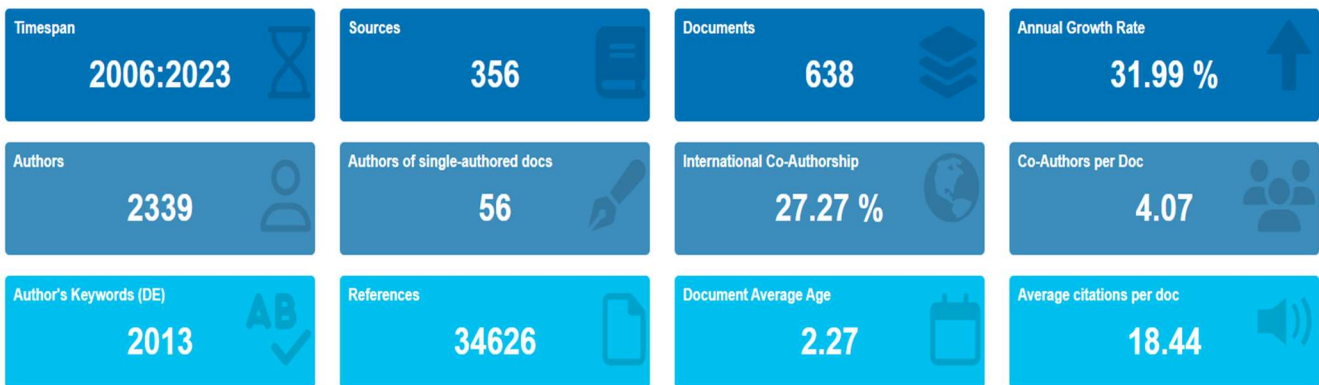 Timespan
2006:2023
Sources
356
Documents
638
Annual Growth Rate
31.99 %
Authors
2339
Authors of single-authored docs
56
International Co-Authorship
27.27 %
Co-Authors per Doc
4.07
Author's Keywords (DE)
AB
2013
References
34626
Document Average Age
2.27
Average citations per doc
18.44